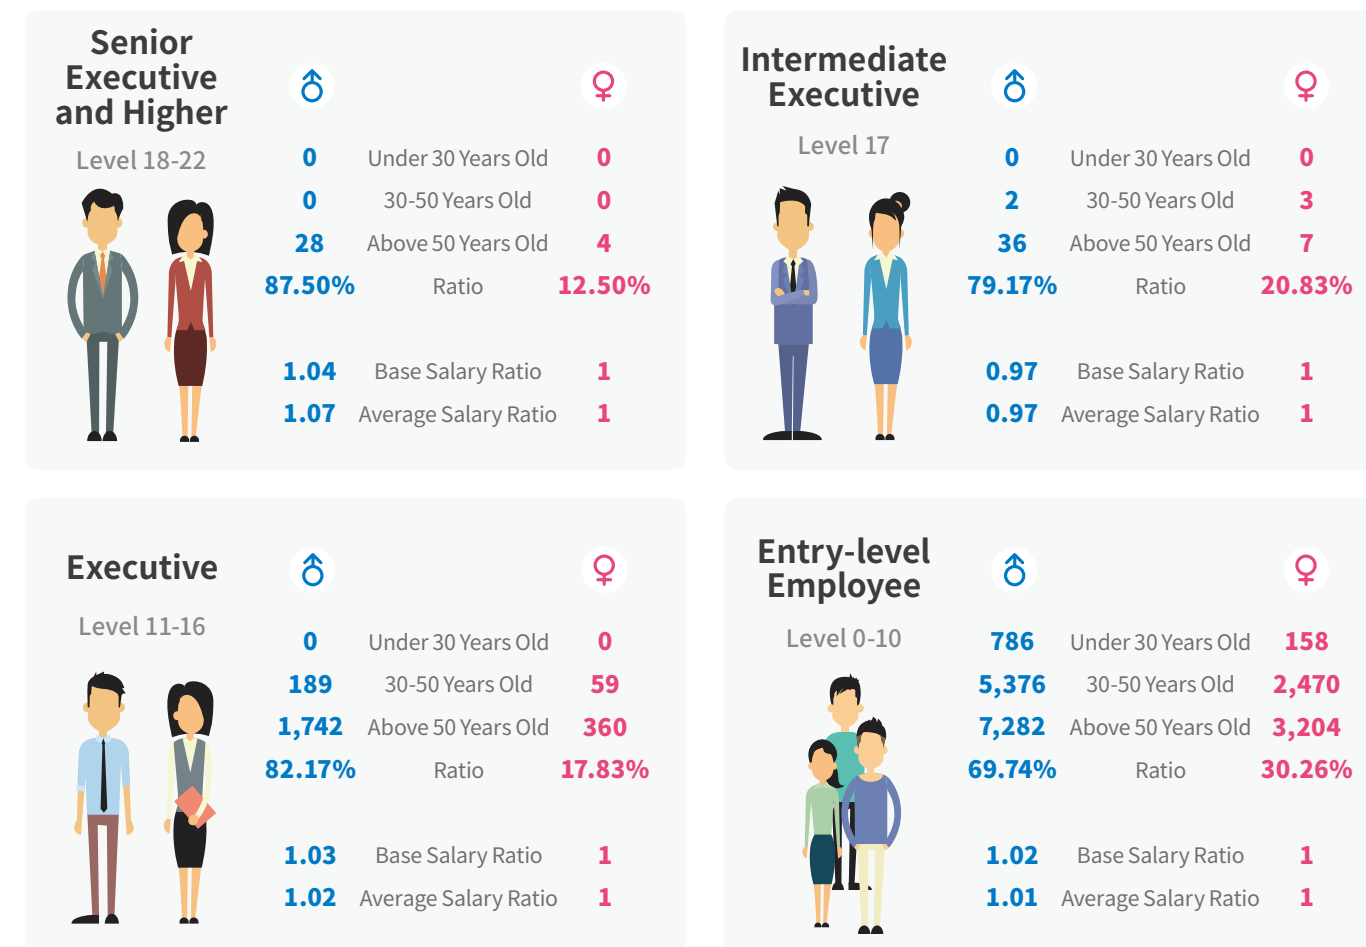 Senior
Executive
and Higher
Level 18-22
0 Under 30 Years Old 0
0 30-50 Years Old 0
28 Above 50 Years Old 4
87.50% Ratio 12.50%
1.04 Base Salary Ratio 1
1.07 Average Salary Ratio 1
Intermediate
Executive
Level 17
0 Under 30 Years Old 0
2 30-50 Years Old 3
36 Above 50 Years Old 7
79.17% Ratio 20.83%
0.97 Base Salary Ratio 1
0.97 Average Salary Ratio 1
Executive
Level 11-16
0 Under 30 Years Old 0
189 30-50 Years Old 59
1,742 Above 50 Years Old 360
82.17% Ratio 17.83%
1.03 Base Salary Ratio 1
1.02 Average Salary Ratio 1
Entry-level
Employee
Level 0-10
786 Under 30 Years Old 158
5,376 30-50 Years Old 2,470
7,282 Above 50 Years Old 3,204
69.74% Ratio 30.26%
1.02 Base Salary Ratio 1
1.01 Average Salary Ratio 1